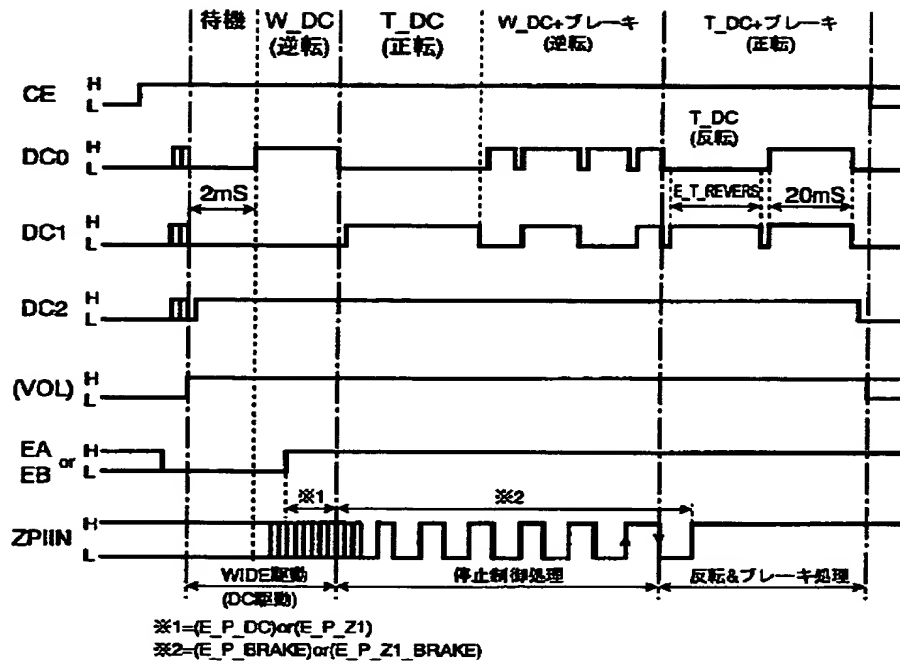 待機
W_DC
(逆転)
T_DC
(正転)
W_DC+ブレーキ
(逆転)
T_DC+ブレーキ
(正転)
CE H
L
T_DC
(反転)
DC0 H
L
2mS
E_T_REVERS
20mS
DC1 H
L
DC2 H
L
(VOL) H
L
EA or EB H
L
※1
※2
ZPIIN H
L
WIDE駆動
(DC駆動)
停止制御処理
反転&ブレーキ処理
※1=(E_P_DC)or(E_P_Z1)
※2=(E_P_BRAKE)or(E_P_Z1_BRAKE)